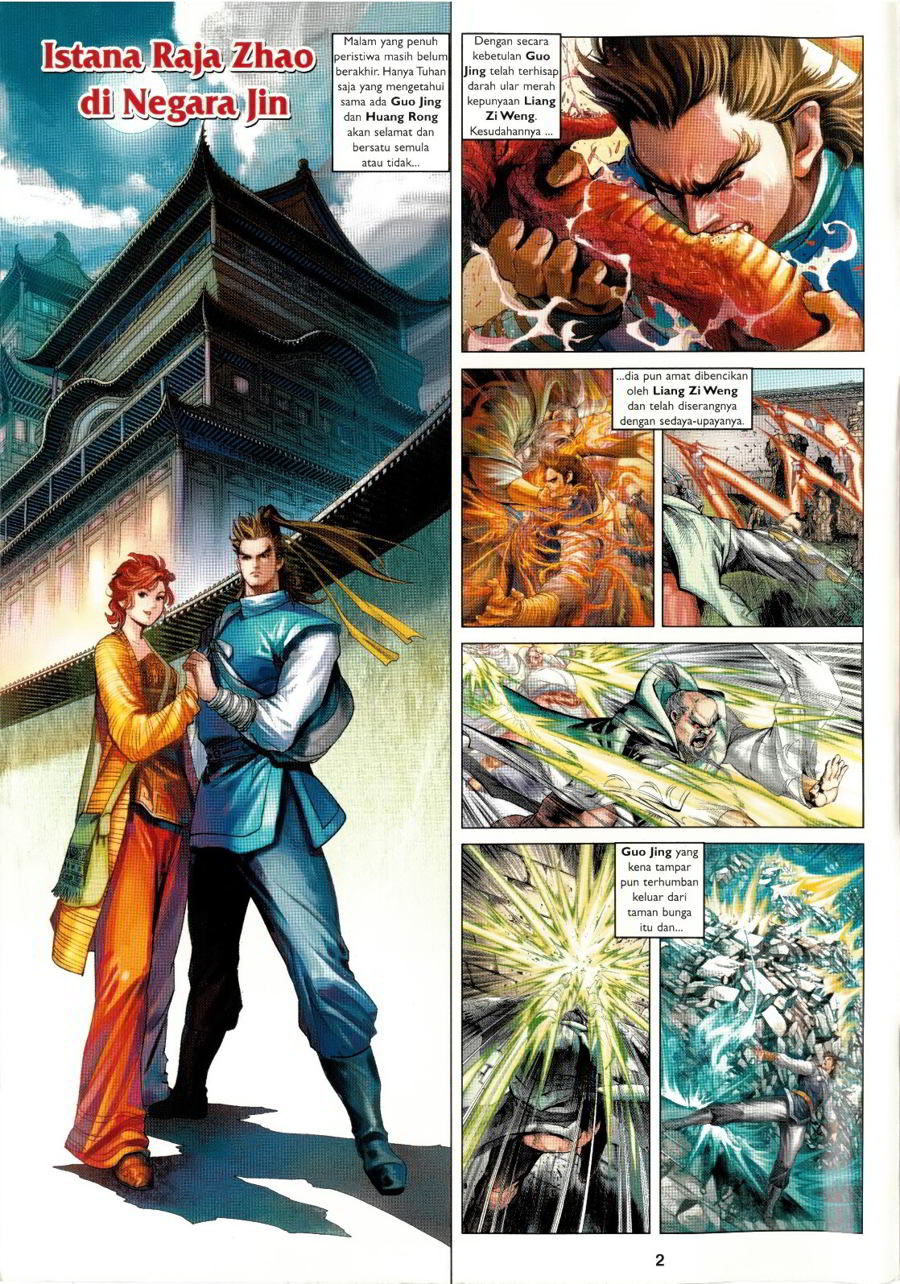 Istana Raja Zhao
di Negara Jin
Malam yang penuh
peristiwa masih belum
berakhir. Hanya Tuhan
saja yang mengetahui
sama ada Guo Jing
dan Huang Rong
akan selamat dan
bersatu semula
atau tidak...
Dengan secara
kebetulan Guo
Jing telah terhisap
darah ular merah
kepunyaan Liang
Zi Weng.
Kesudahannya ...
...dia pun amat dibencikan
oleh Liang Zi Weng
dan telah diserangnya
dengan sedaya-upayanya.
Guo Jing yang
kena tampar
pun terhumban
keluar dari
taman bunga
itu dan...
2